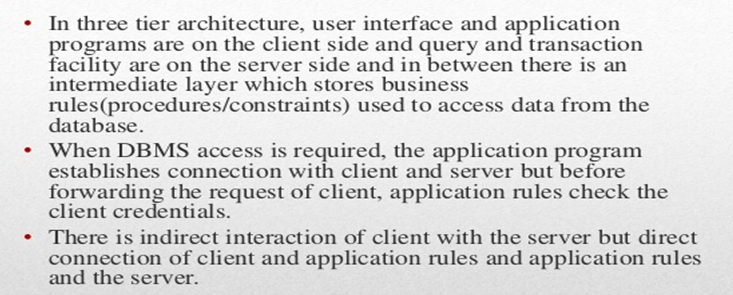 • In three tier architecture, user interface and application
programs are on the client side and query and transaction
facility are on the server side and in between there is an
intermediate layer which stores business
rules(procedures/constraints) used to access data from the
database.
• When DBMS access is required, the application program
establishes connection with client and server but before
forwarding the request of client, application rules check the
client credentials.
• There is indirect interaction of client with the server but direct
connection of client and application rules and application rules
and the server.